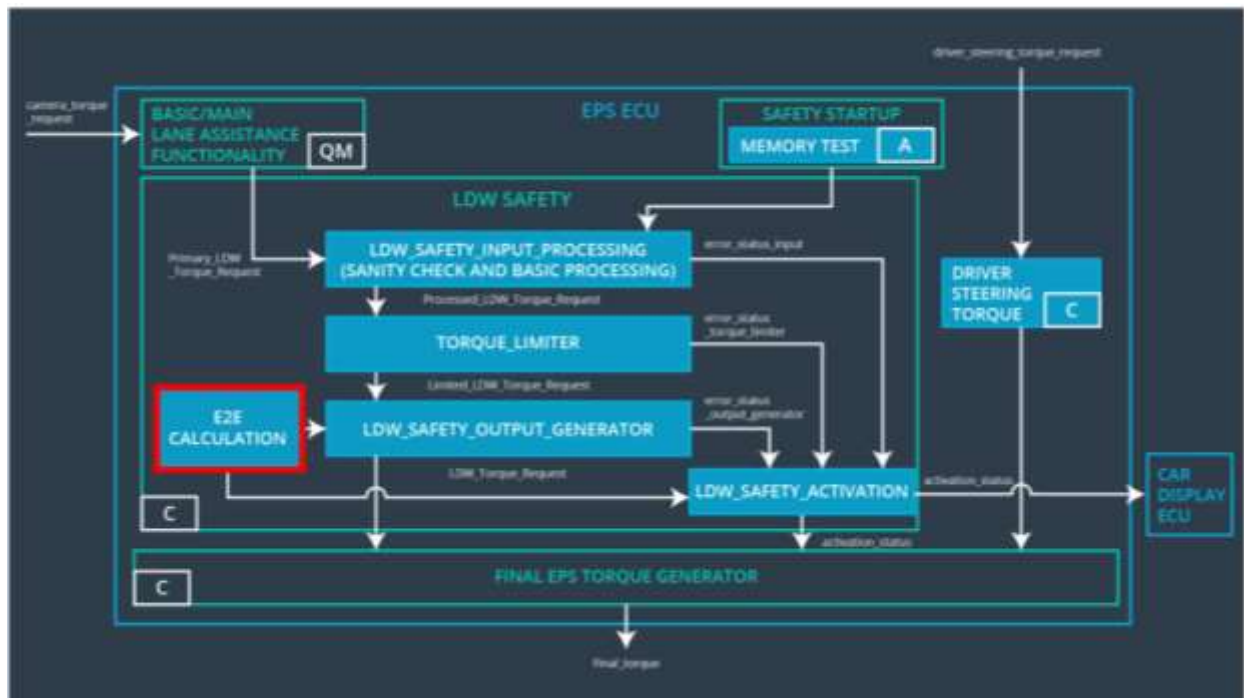 driver_steering_torque_request
camera_torque
_request
EPS ECU
BASIC/MAIN
LANE ASSISTANCE
FUNCTIONALITY
QM
SAFETY STARTUP
MEMORY TEST
A
LDW SAFETY
Primary_LDW
_Torque_Request
LDW_SAFETY_INPUT_PROCESSING
(SANITY CHECK AND BASIC PROCESSING)
error_status_input
Processed_LDW_Torque_Request
DRIVER
STEERING
TORQUE
C
TORQUE_LIMITER
error_status
_torque_limiter
Limited_LDW_Torque_Request
E2E
CALCULATION
LDW_SAFETY_OUTPUT_GENERATOR
error_status
_output_generator
LDW_Torque_Request
LDW_SAFETY_ACTIVATION
activation_status
CAR
DISPLAY
ECU
C
activation_status
C
FINAL EPS TORQUE GENERATOR
Final_torque